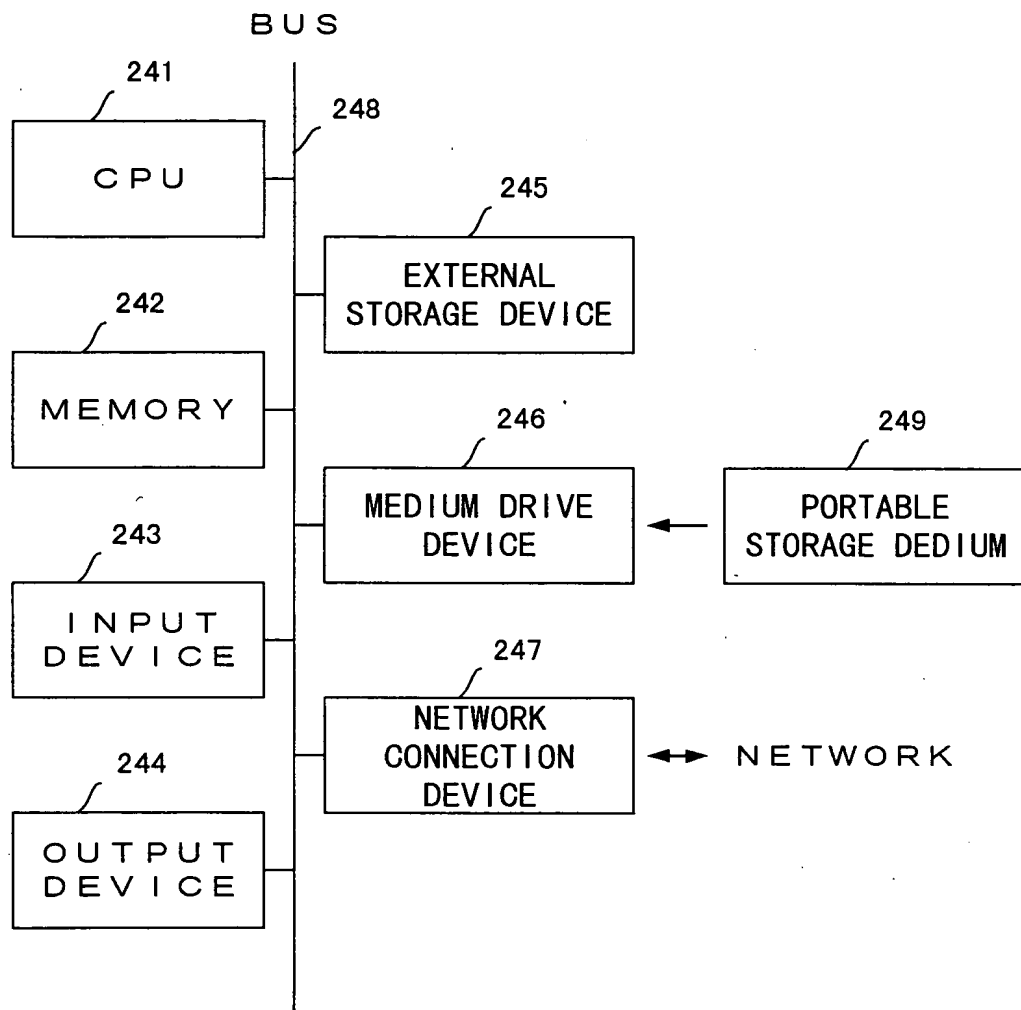 BUS
241
248
CPU
245
EXTERNAL
STORAGE DEVICE
242
MEMORY
246
249
MEDIUM DRIVE
DEVICE
PORTABLE
STORAGE DEDIUM
243
INPUT
DEVICE
247
NETWORK
CONNECTION
DEVICE
NETWORK
244
OUTPUT
DEVICE